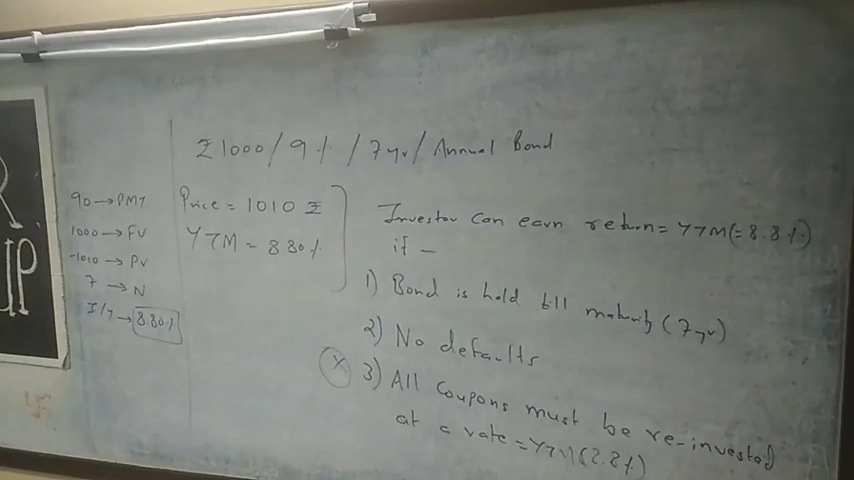 R
IP
₹1000/9%/7yr/Annual Bond
90→PMT
1000→FV
-1010→PV
7→N
I/Y→8.80%
Price = 1010 ₹
YTM = 8.80%
Investor can earn return = YTM(=8.8%)
if -
1) Bond is hold till maturity (7yr)
2) No defaults
X 3) All coupons must be re-invested
at a rate = YTM(8.8%)